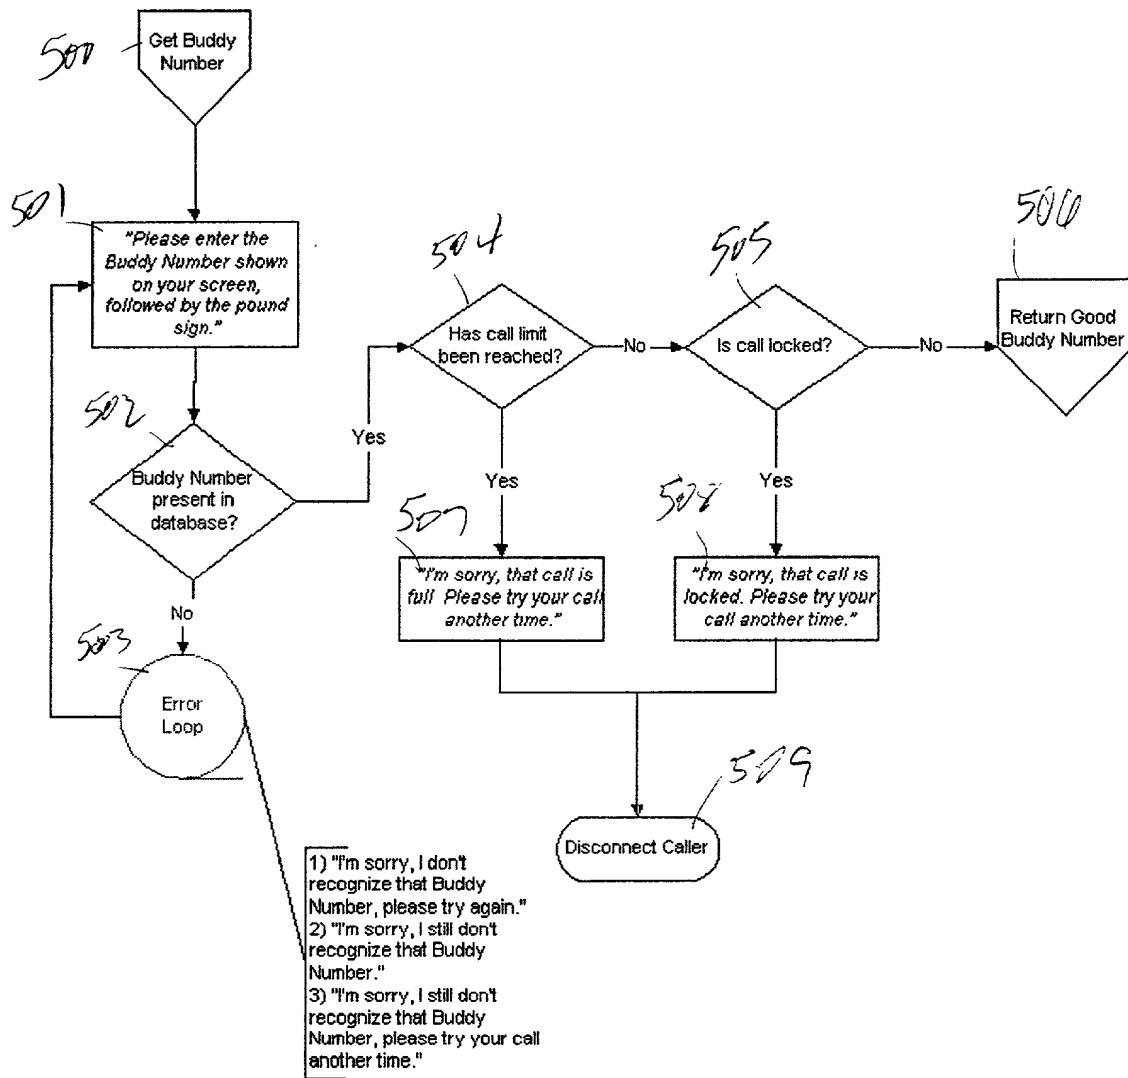 500
Get Buddy
Number
501
"Please enter the
Buddy Number shown
on your screen,
followed by the pound
sign."
502
Buddy Number
present in
database?
Yes
No
503
Error
Loop
1) "I'm sorry, I don't
recognize that Buddy
Number, please try again."
2) "I'm sorry, I still don't
recognize that Buddy
Number."
3) "I'm sorry, I still don't
recognize that Buddy
Number, please try your call
another time."
504
Has call limit
been reached?
No
Yes
505
Is call locked?
No
Yes
506
Return Good
Buddy Number
507
"I'm sorry, that call is
full Please try your call
another time."
508
"I'm sorry, that call is
locked. Please try your
call another time."
509
Disconnect Caller